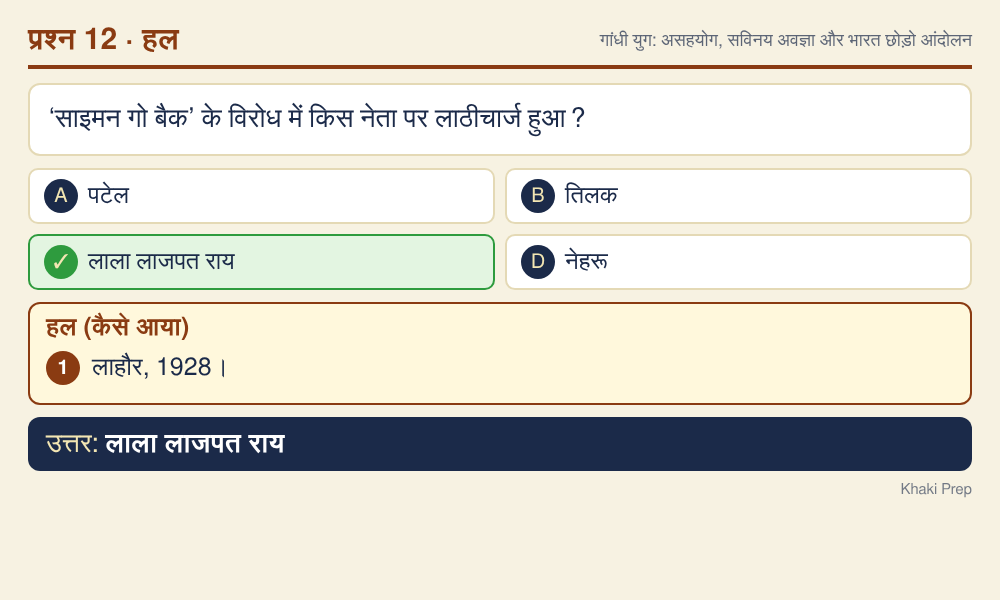 प्रश्न 12 · हल
गांधी युग: असहयोग, सविनय अवज्ञा और भारत छोड़ो आंदोलन
‘साइमन गो बैक’ के विरोध में किस नेता पर लाठीचार्ज हुआ ?
A पटेल
B तिलक
✓ लाला लाजपत राय
D नेहरू
हल (कैसे आया)
1 लाहौर, 1928।
उत्तर: लाला लाजपत राय
Khaki Prep